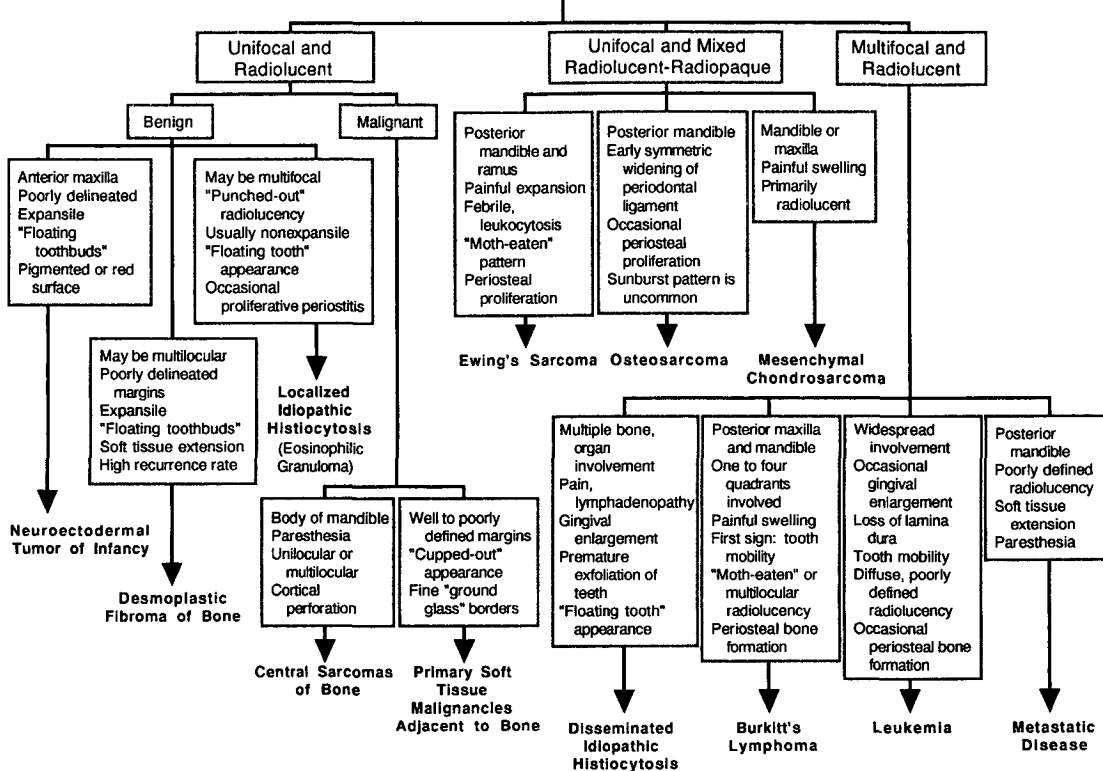 Unifocal and
Radiolucent
Unifocal and Mixed
Radiolucent-Radiopaque
Multifocal and
Radiolucent
Benign
Malignant
Anterior maxilla
Poorly delineated
Expansile
"Floating
toothbuds"
Pigmented or red
surface
Neuroectodermal
Tumor of Infancy
May be multilocular
Poorly delineated
margins
Expansile
"Floating toothbuds"
Soft tissue extension
High recurrence rate
Desmoplastic
Fibroma of Bone
May be multifocal
"Punched-out"
radiolucency
Usually nonexpansile
"Floating tooth"
appearance
Occasional
proliferative periostitis
Localized
Idiopathic
Histiocytosis
(Eosinophilic
Granuloma)
Body of mandible
Paresthesia
Unilocular or
multilocular
Cortical
perforation
Central Sarcomas
of Bone
Well to poorly
defined margins
"Cupped-out"
appearance
Fine "ground
glass" borders
Primary Soft
Tissue
Malignancies
Adjacent to Bone
Posterior
mandible and
ramus
Painful expansion
Febrile,
leukocytosis
"Moth-eaten"
pattern
Periosteal
proliferation
Ewing's Sarcoma
Posterior mandible
Early symmetric
widening of
periodontal
ligament
Occasional
periosteal
proliferation
Sunburst pattern is
uncommon
Osteosarcoma
Mandible or
maxilla
Painful swelling
Primarily
radiolucent
Mesenchymal
Chondrosarcoma
Multiple bone,
organ
involvement
Pain,
lymphadenopathy
Gingival
enlargement
Premature
exfoliation of
teeth
"Floating tooth"
appearance
Disseminated
Idiopathic
Histiocytosis
Posterior maxilla
and mandible
One to four
quadrants
involved
Painful swelling
First sign: tooth
mobility
"Moth-eaten" or
multilocular
radiolucency
Periosteal bone
formation
Burkitt's
Lymphoma
Widespread
involvement
Occasional
gingival
enlargement
Loss of lamina
dura
Tooth mobility
Diffuse, poorly
defined
radiolucency
Occasional
periosteal bone
formation
Leukemia
Posterior
mandible
Poorly defined
radiolucency
Soft tissue
extension
Paresthesia
Metastatic
Disease